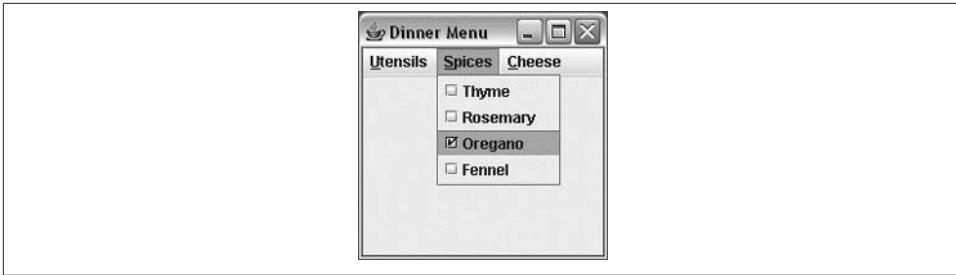 Dinner Menu
Utensils Spices Cheese
Thyme
Rosemary
Oregano
Fennel